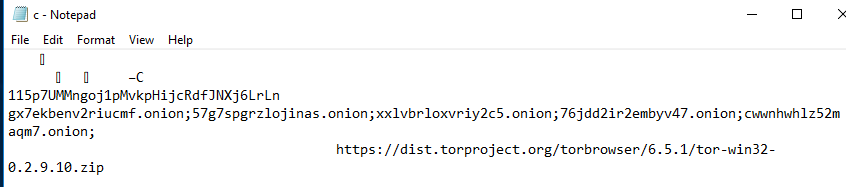 c - Notepad
File Edit Format View Help
–C
115p7UMMngoj1pMvkpHijcRdfJNXj6LrLn
gx7ekbenv2riucmf.onion;57g7spgrzlojinas.onion;xxlvbrloxvriy2c5.onion;76jdd2ir2embyv47.onion;cwwnhwhlz52m
aqm7.onion;
https://dist.torproject.org/torbrowser/6.5.1/tor-win32-
0.2.9.10.zip